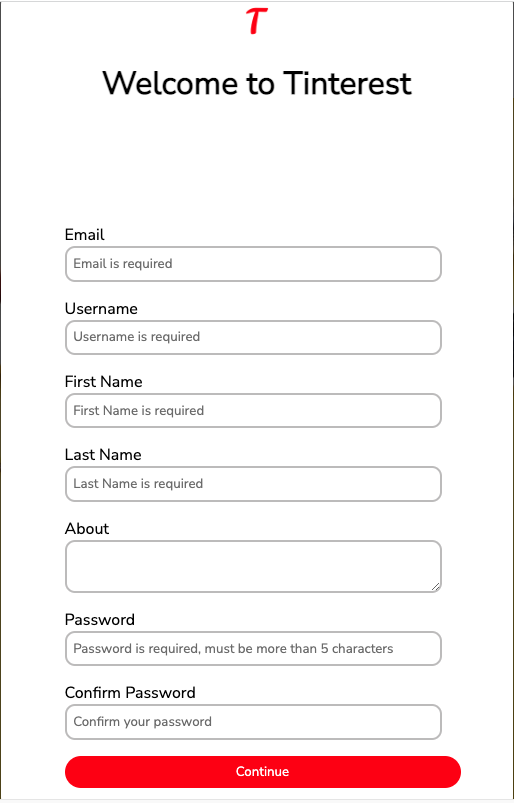 T
Welcome to Tinterest
Email
Email is required
Username
Username is required
First Name
First Name is required
Last Name
Last Name is required
About
Password
Password is required, must be more than 5 characters
Confirm Password
Confirm your password
Continue